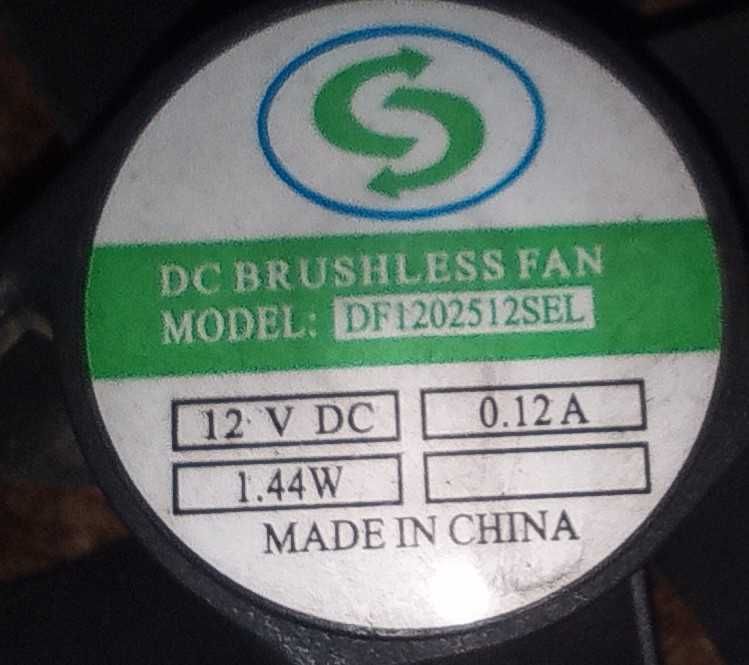 DC BRUSHLESS FAN
MODEL: DF1202512SEL
12 V DC
0.12 A
1.44W
MADE IN CHINA